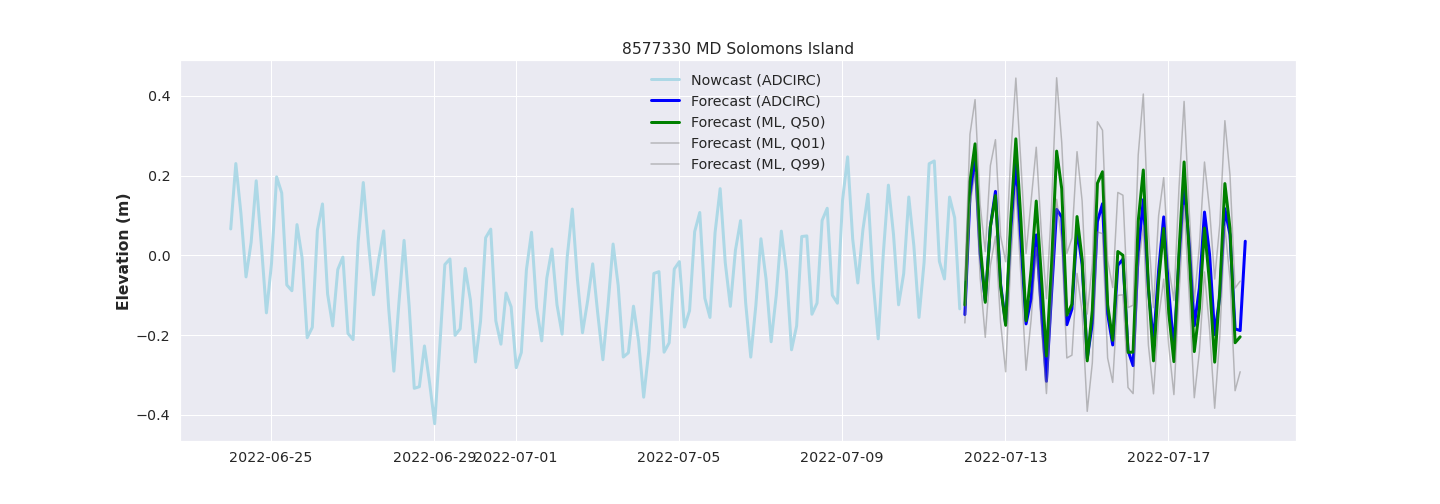 8577330 MD Solomons Island
Nowcast (ADCIRC)
Forecast (ADCIRC)
Forecast (ML, Q50)
Forecast (ML, Q01)
Forecast (ML, Q99)
Elevation (m)
0.4
0.2
0.0
−0.2
−0.4
2022-06-25
2022-06-29
2022-07-01
2022-07-05
2022-07-09
2022-07-13
2022-07-17